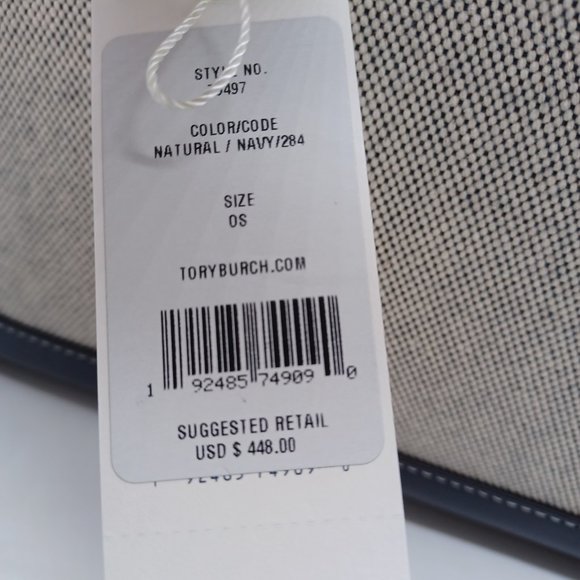 STYLE NO.
COLOR/CODE
NATURAL / NAVY/284
SIZE
OS
TORYBURCH.COM
1 92485 74909 0
SUGGESTED RETAIL
USD $ 448.00